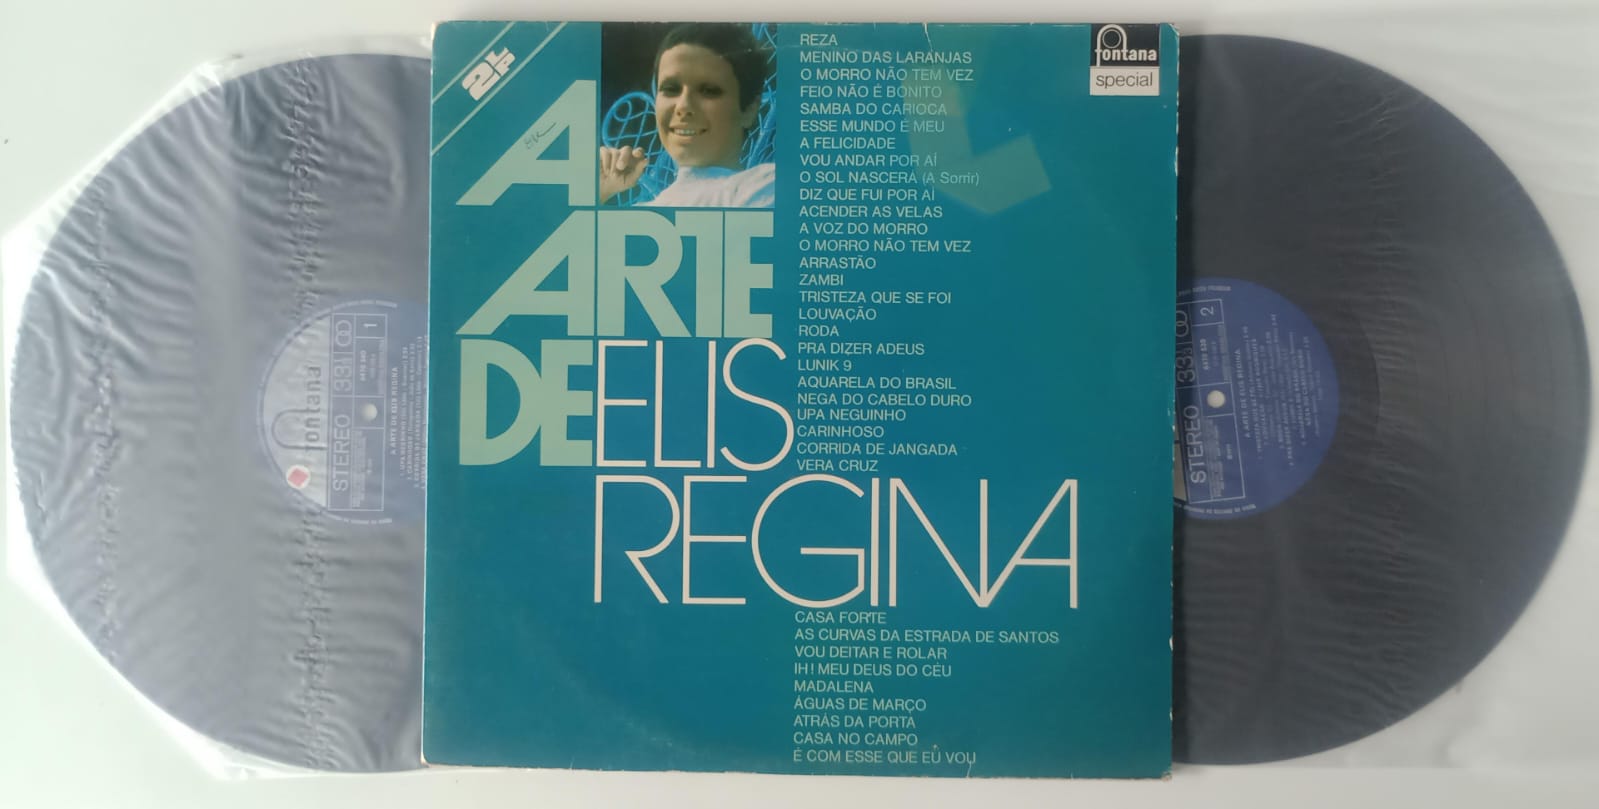 2 LP
A
ARTE
DE ELIS
REGINA
fontana
special
REZA
MENINO DAS LARANJAS
O MORRO NÃO TEM VEZ
FEIO NÃO É BONITO
SAMBA DO CARIOCA
ESSE MUNDO É MEU
A FELICIDADE
VOU ANDAR POR AÍ
O SOL NASCERÁ (A Sorrir)
DIZ QUE FUI POR AÍ
ACENDER AS VELAS
A VOZ DO MORRO
O MORRO NÃO TEM VEZ
ARRASTÃO
ZAMBI
TRISTEZA QUE SE FOI
LOUVAÇÃO
RODA
PRA DIZER ADEUS
LUNIK 9
AQUARELA DO BRASIL
NEGA DO CABELO DURO
UPA NEGUINHO
CARINHOSO
CORRIDA DE JANGADA
VERA CRUZ
CASA FORTE
AS CURVAS DA ESTRADA DE SANTOS
VOU DEITAR E ROLAR
IH! MEU DEUS DO CÉU
MADALENA
ÁGUAS DE MARÇO
ATRÁS DA PORTA
CASA NO CAMPO
É COM ESSE QUE EU VOU
fontana
STEREO 33 1/3
1
A ARTE DE ELIS REGINA
STEREO 33
2
A ARTE DE ELIS REGINA